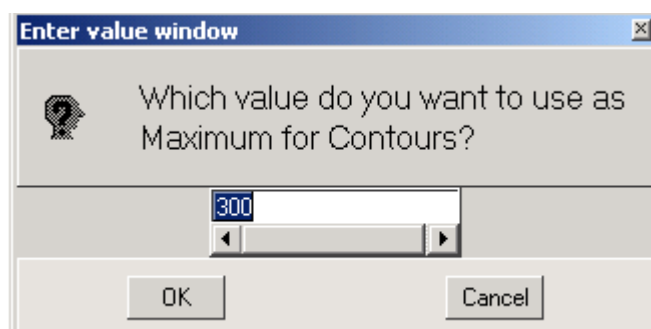 Enter value window
Which value do you want to use as
Maximum for Contours?
300
OK
Cancel